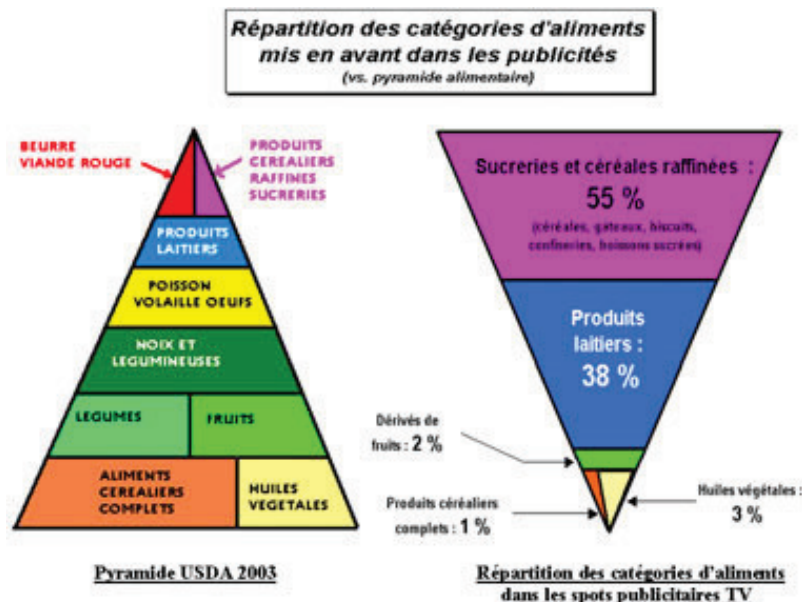 Répartition des catégories d'aliments
mis en avant dans les publicités
(vs. pyramide alimentaire)
BEURRE
VIANDE ROUGE
PRODUITS
CEREALIERS
RAFFINES
SUCRERIES
PRODUITS
LAITIERS
POISSON
VOLAILLE OEUFS
NOIX ET
LEGUMINEUSES
LEGUMES
FRUITS
ALIMENTS
CEREALIERS
COMPLETS
HUILES
VEGETALES
Pyramide USDA 2003
Sucreries et céréales raffinées :
55 %
(céréales, gâteaux, biscuits,
confiseries, boissons sucrées)
Produits
laitiers :
38 %
Dérivés de
fruits : 2 %
Produits céréaliers
complets : 1 %
Huiles végétales :
3 %
Répartition des catégories d'aliments
dans les spots publicitaires TV